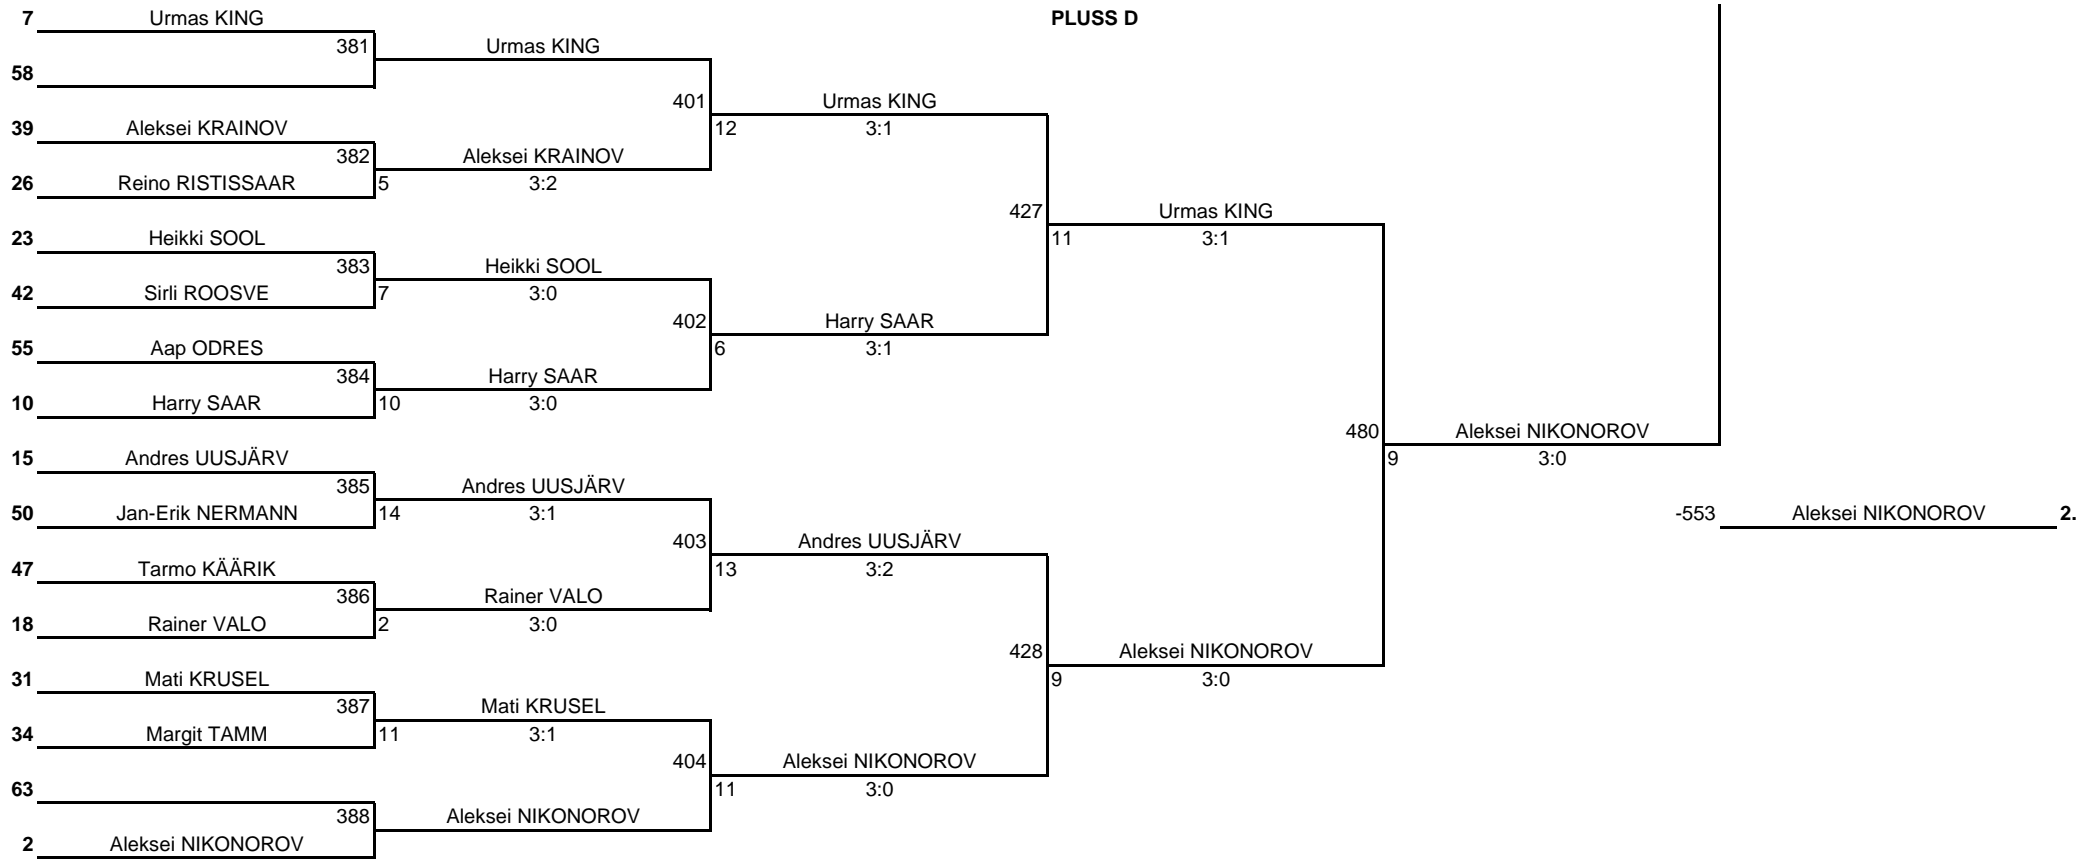 7 Urmas KING PLUSS D
381 Urmas KING
58
401 Urmas KING
39 Aleksei KRAINOV 12 3:1
382 Aleksei KRAINOV
26 Reino RISTISSAAR 5 3:2
427 Urmas KING
23 Heikki SOOL 11 3:1
383 Heikki SOOL
42 Sirli ROOSVE 7 3:0
402 Harry SAAR
55 Aap ODRES 6 3:1
384 Harry SAAR
10 Harry SAAR 10 3:0
480 Aleksei NIKONOROV
15 Andres UUSJÄRV 9 3:0
385 Andres UUSJÄRV
50 Jan-Erik NERMANN 14 3:1 -553 Aleksei NIKONOROV 2.
403 Andres UUSJÄRV
47 Tarmo KÄÄRIK 13 3:2
386 Rainer VALO
18 Rainer VALO 2 3:0
428 Aleksei NIKONOROV
31 Mati KRUSEL 9 3:0
387 Mati KRUSEL
34 Margit TAMM 11 3:1
404 Aleksei NIKONOROV
63 11 3:0
388 Aleksei NIKONOROV
2 Aleksei NIKONOROV